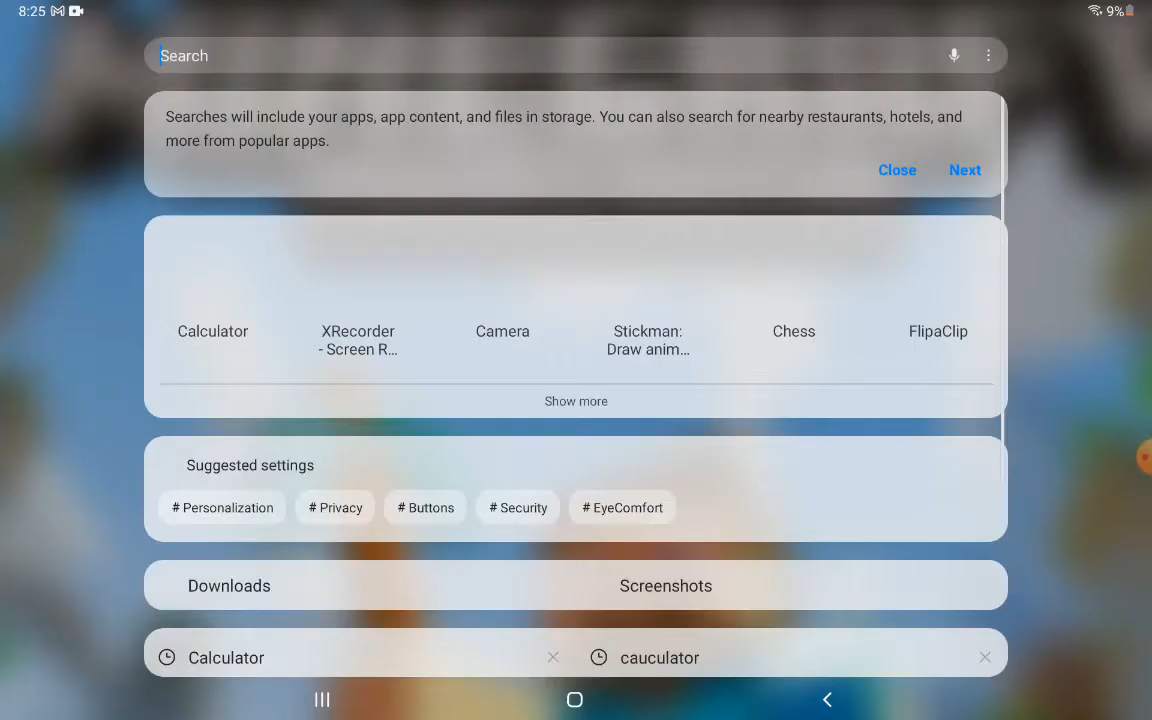 8:25
9%
Search
Searches will include your apps, app content, and files in storage. You can also search for nearby restaurants, hotels, and
more from popular apps.
Close Next
Calculator
XRecorder
- Screen R...
Camera
Stickman:
Draw anim...
Chess
FlipaClip
Show more
Suggested settings
# Personalization # Privacy # Buttons # Security # EyeComfort
Downloads Screenshots
Calculator cauculator